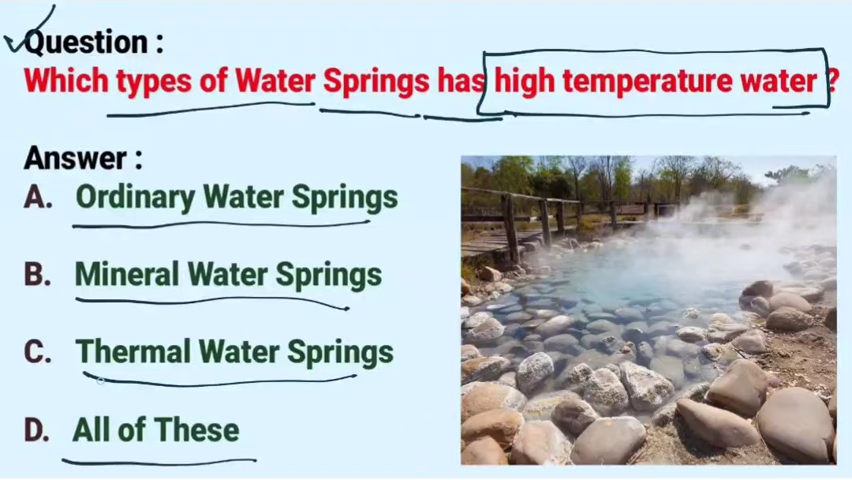 Question :
Which types of Water Springs has high temperature water ?
Answer :
A. Ordinary Water Springs
B. Mineral Water Springs
C. Thermal Water Springs
D. All of These